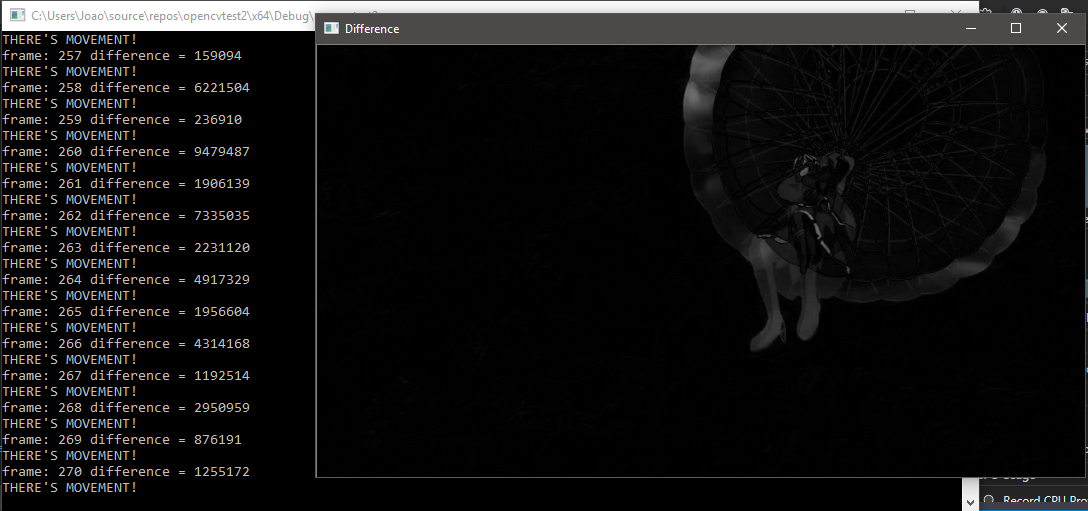 C:\Users\Joao\source\repos\opencvtest2\x64\Debug\
Difference
THERE'S MOVEMENT!
frame: 257 difference = 159094
THERE'S MOVEMENT!
frame: 258 difference = 6221504
THERE'S MOVEMENT!
frame: 259 difference = 236910
THERE'S MOVEMENT!
frame: 260 difference = 9479487
THERE'S MOVEMENT!
frame: 261 difference = 1906139
THERE'S MOVEMENT!
frame: 262 difference = 7335035
THERE'S MOVEMENT!
frame: 263 difference = 2231120
THERE'S MOVEMENT!
frame: 264 difference = 4917329
THERE'S MOVEMENT!
frame: 265 difference = 1956604
THERE'S MOVEMENT!
frame: 266 difference = 4314168
THERE'S MOVEMENT!
frame: 267 difference = 1192514
THERE'S MOVEMENT!
frame: 268 difference = 2950959
THERE'S MOVEMENT!
frame: 269 difference = 876191
THERE'S MOVEMENT!
frame: 270 difference = 1255172
THERE'S MOVEMENT!
Record CPU Pro